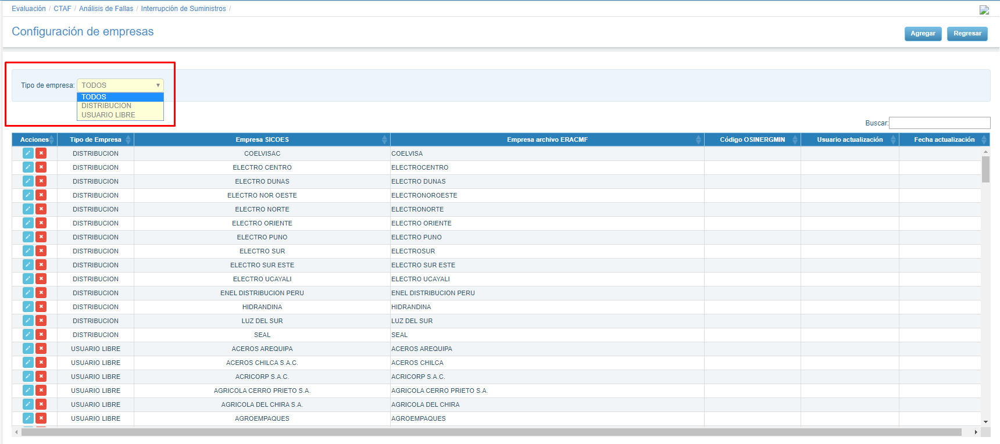 Evaluación / CTAF / Análisis de Fallas / Interrupción de Suministros /
Configuración de empresas
Agregar Regresar
Tipo de empresa: TODOS
TODOS
DISTRIBUCION
USUARIO LIBRE
Buscar:
Acciones Tipo de Empresa Empresa SICOES Empresa archivo ERACMF Código OSINERGMIN Usuario actualización Fecha actualización
DISTRIBUCION COELVISAC COELVISA
DISTRIBUCION ELECTRO CENTRO ELECTROCENTRO
DISTRIBUCION ELECTRO DUNAS ELECTRO DUNAS
DISTRIBUCION ELECTRO NOR OESTE ELECTRONOROESTE
DISTRIBUCION ELECTRO NORTE ELECTRONORTE
DISTRIBUCION ELECTRO ORIENTE ELECTRO ORIENTE
DISTRIBUCION ELECTRO PUNO ELECTRO PUNO
DISTRIBUCION ELECTRO SUR ELECTROSUR
DISTRIBUCION ELECTRO SUR ESTE ELECTRO SUR ESTE
DISTRIBUCION ELECTRO UCAYALI ELECTRO UCAYALI
DISTRIBUCION ENEL DISTRIBUCION PERU ENEL DISTRIBUCION PERU
DISTRIBUCION HIDRANDINA HIDRANDINA
DISTRIBUCION LUZ DEL SUR LUZ DEL SUR
DISTRIBUCION SEAL SEAL
USUARIO LIBRE ACEROS AREQUIPA ACEROS AREQUIPA
USUARIO LIBRE ACEROS CHILCA S.A.C. ACEROS CHILCA
USUARIO LIBRE ACRICORP S.A.C. ACRICORP S.A.C.
USUARIO LIBRE AGRICOLA CERRO PRIETO S.A. AGRICOLA CERRO PRIETO S.A.
USUARIO LIBRE AGRICOLA DEL CHIRA S.A. AGRICOLA DEL CHIRA
USUARIO LIBRE AGROEMPAQUES AGROEMPAQUES